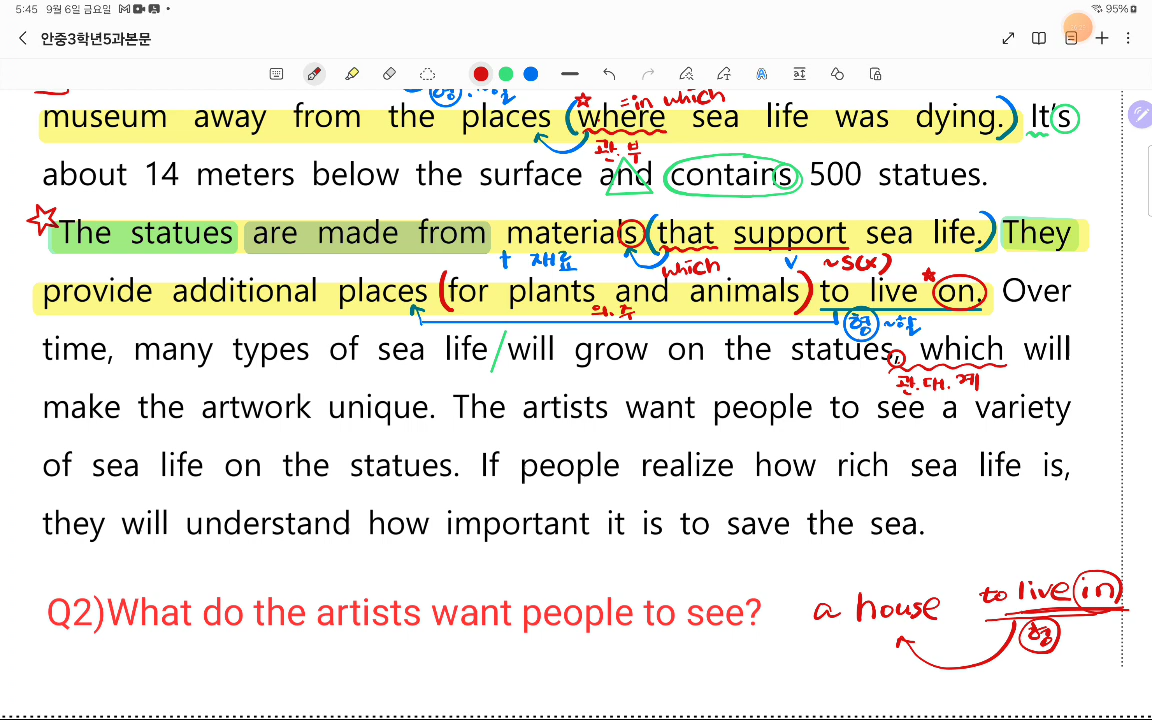 5:45 9월 6일 금요일 95%
안중3학년5과본문
형.~할 ☆ =in which
museum away from the places (where sea life was dying.) It's
관.부
about 14 meters below the surface and contains 500 statues.
☆The statues are made from materials (that support sea life.) They
+ 재료 which v ~s(x) ★
provide additional places (for plants and animals) to live on. Over
의.주 형 ~할
time, many types of sea life / will grow on the statues, which will
관.대.계
make the artwork unique. The artists want people to see a variety
of sea life on the statues. If people realize how rich sea life is,
they will understand how important it is to save the sea.
Q2)What do the artists want people to see? a house to live in
형